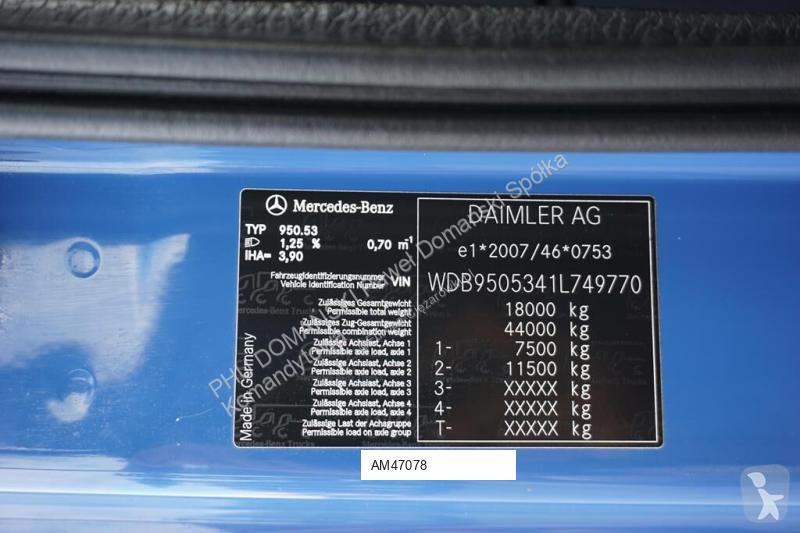 Mercedes-Benz
TYP 950.53
1,25 % 0,70 m⁻¹
IHA= 3,90
Fahrzeugidentifizierungsnummer
Vehicle Identification Number VIN
Zulässiges Gesamtgewicht
Permissible total weight
Zulässiges Zug-Gesamtgewicht
Permissible combination weight
Zulässige Achslast, Achse 1
Permissible axle load, axle 1
Zulässige Achslast, Achse 2
Permissible axle load, axle 2
Zulässige Achslast, Achse 3
Permissible axle load, axle 3
Zulässige Achslast, Achse 4
Permissible axle load, axle 4
Zulässige Last der Achsgruppe
Permissible load on axle group
Made in Germany
DAIMLER AG
e1*2007/46*0753
WDB9505341L749770
18000 kg
44000 kg
1- 7500 kg
2- 11500 kg
3- XXXXX kg
4- XXXXX kg
T- XXXXX kg
AM47078
Domański Spółka